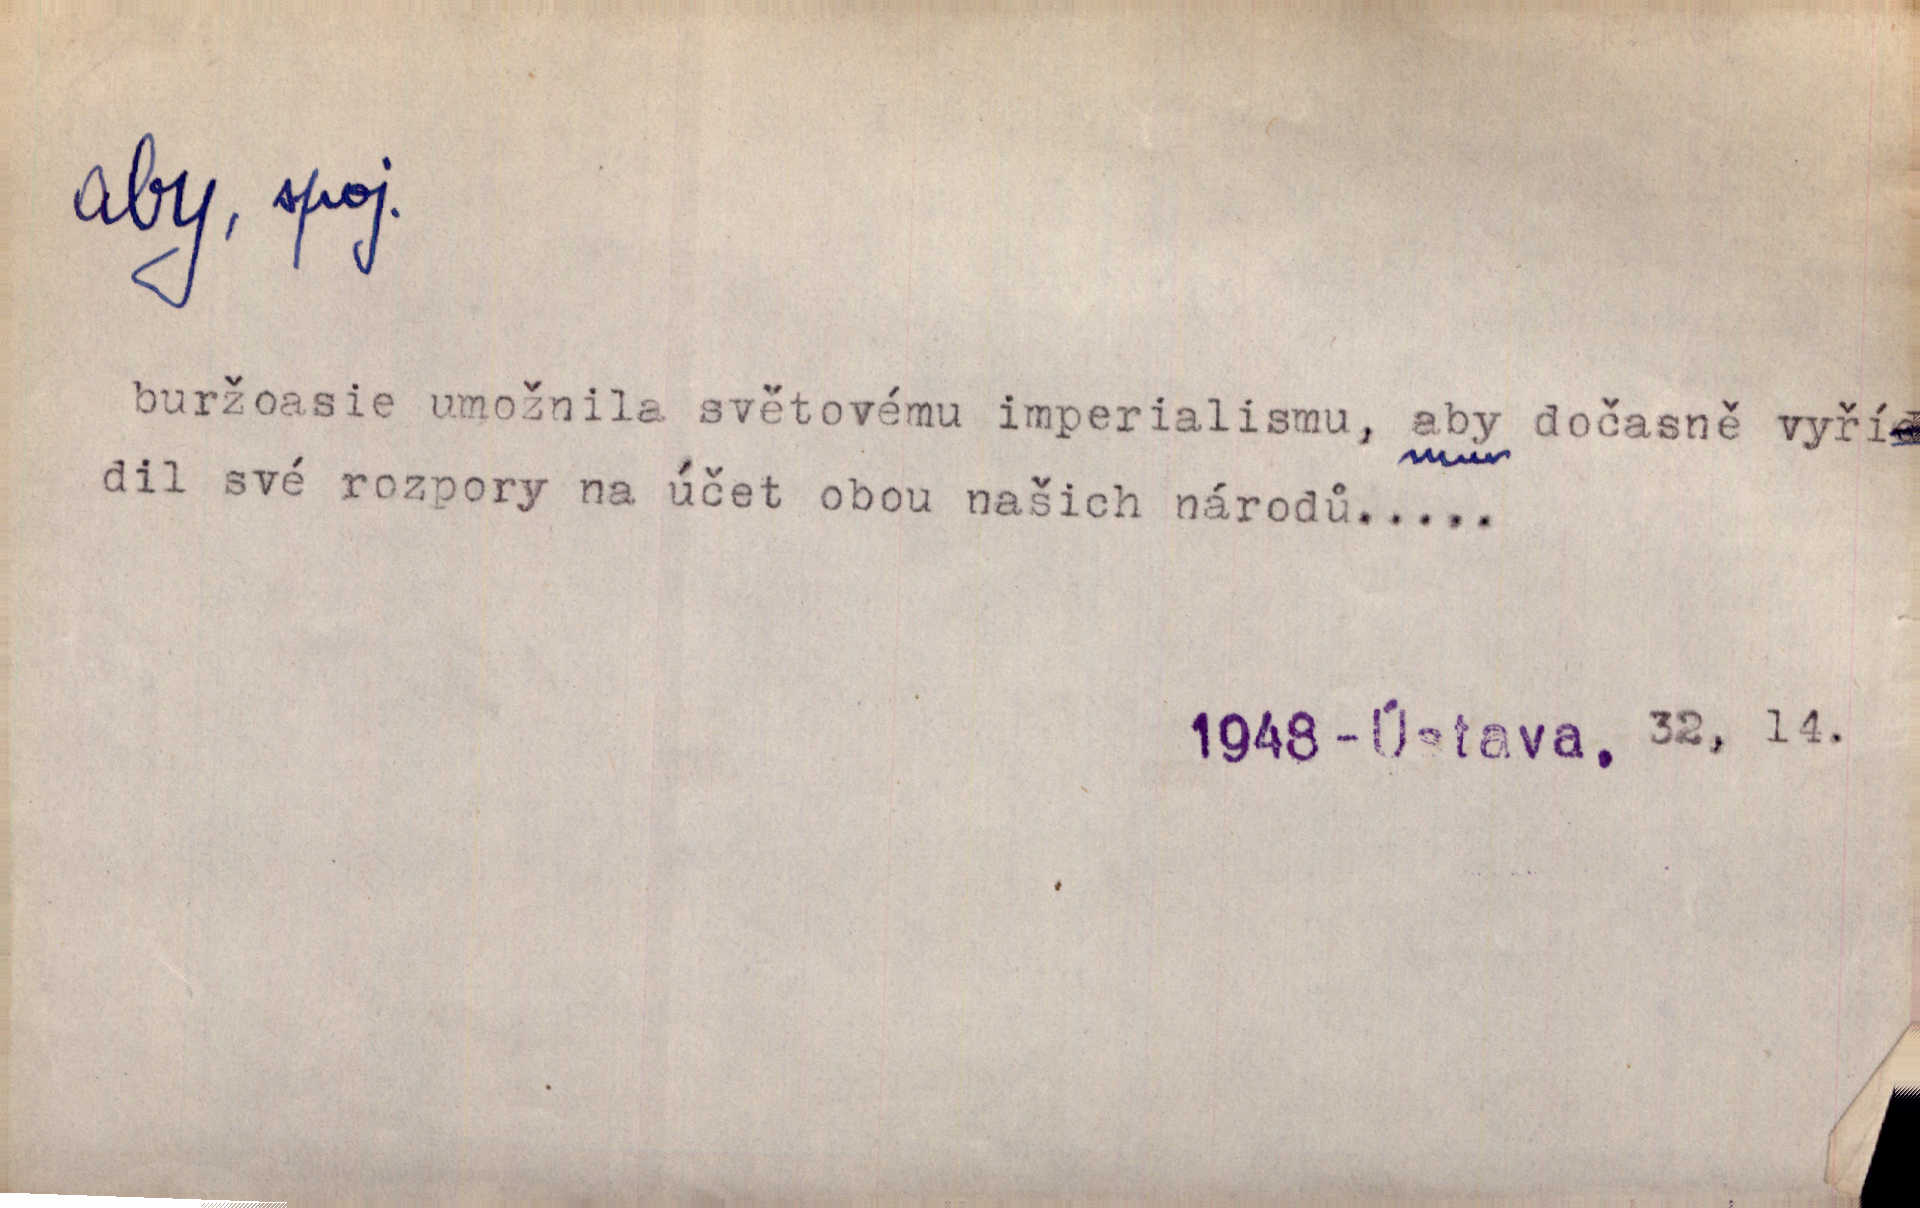 aby, spoj.
buržoasie umožnila světovému imperialismu, aby dočasně vyří
dil své rozpory na účet obou našich národů.....
1948 - Ústava, 32, 14.